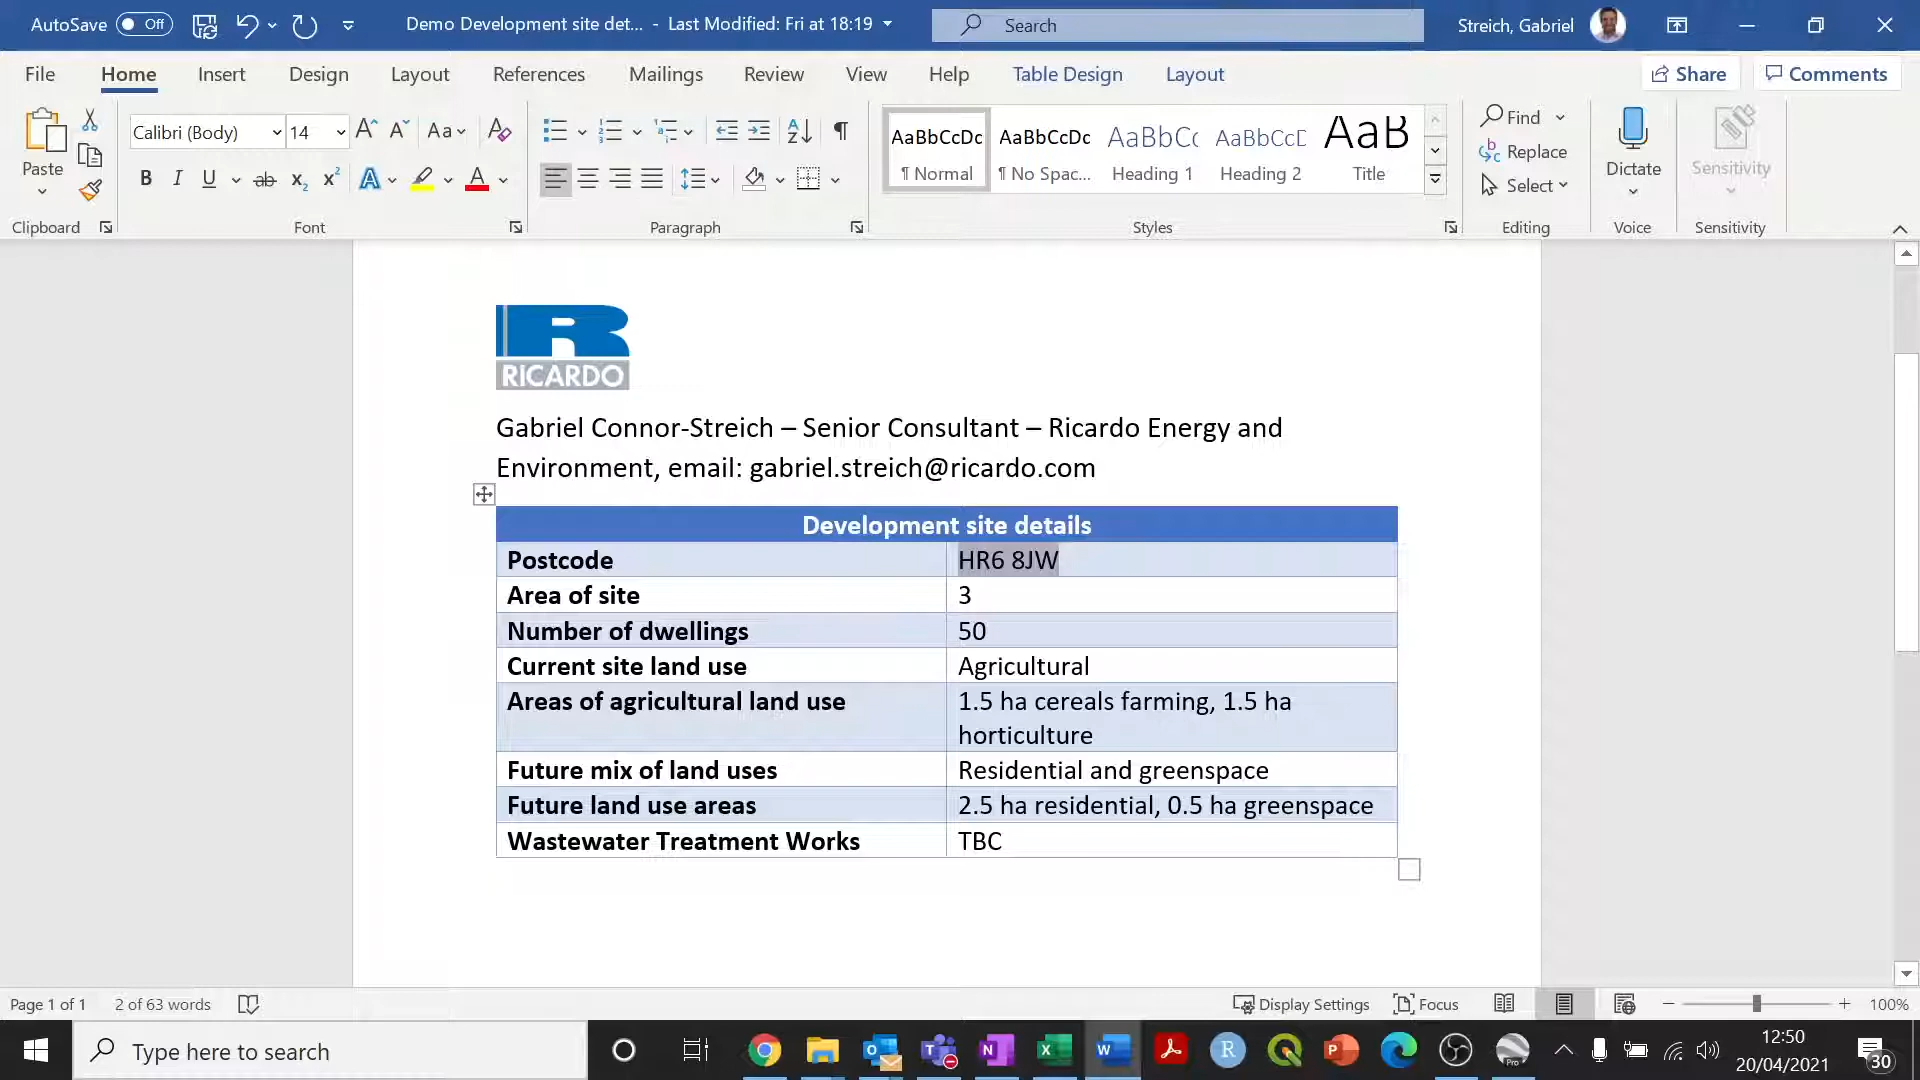 AutoSave Off Demo Development site det... - Last Modified: Fri at 18:19 Search Streich, Gabriel
File Home Insert Design Layout References Mailings Review View Help Table Design Layout Share Comments
Paste Calibri (Body) 14 Aa AaBbCcDc AaBbCcDc AaBbCc AaBbCcD AaB Find Replace Select Dictate Sensitivity
¶ Normal ¶ No Spac... Heading 1 Heading 2 Title
Clipboard Font Paragraph Styles Editing Voice Sensitivity
RICARDO
Gabriel Connor-Streich – Senior Consultant – Ricardo Energy and
Environment, email: gabriel.streich@ricardo.com
Development site details
Postcode HR6 8JW
Area of site 3
Number of dwellings 50
Current site land use Agricultural
Areas of agricultural land use 1.5 ha cereals farming, 1.5 ha
horticulture
Future mix of land uses Residential and greenspace
Future land use areas 2.5 ha residential, 0.5 ha greenspace
Wastewater Treatment Works TBC
Page 1 of 1 2 of 63 words Display Settings Focus 100%
Type here to search 12:50
20/04/2021 30